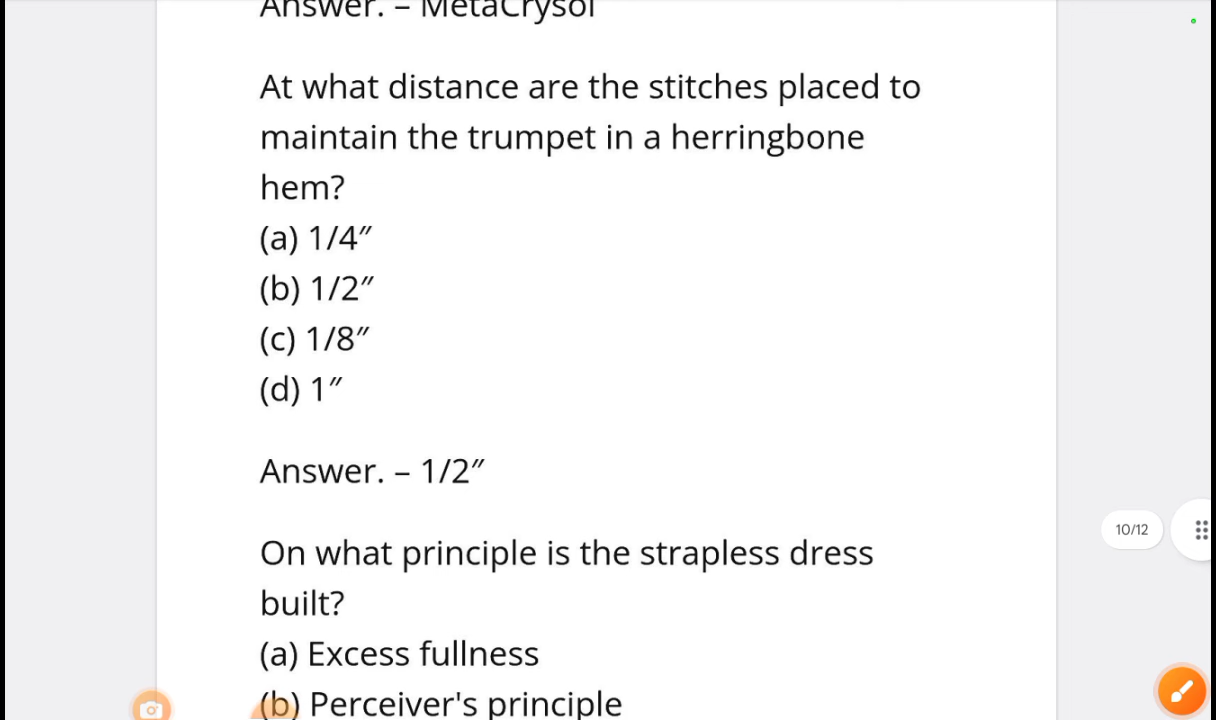 Answer. – MetaCrysol
At what distance are the stitches placed to
maintain the trumpet in a herringbone
hem?
(a) 1/4″
(b) 1/2″
(c) 1/8″
(d) 1″
Answer. – 1/2″
10/12
On what principle is the strapless dress
built?
(a) Excess fullness
(b) Perceiver's principle